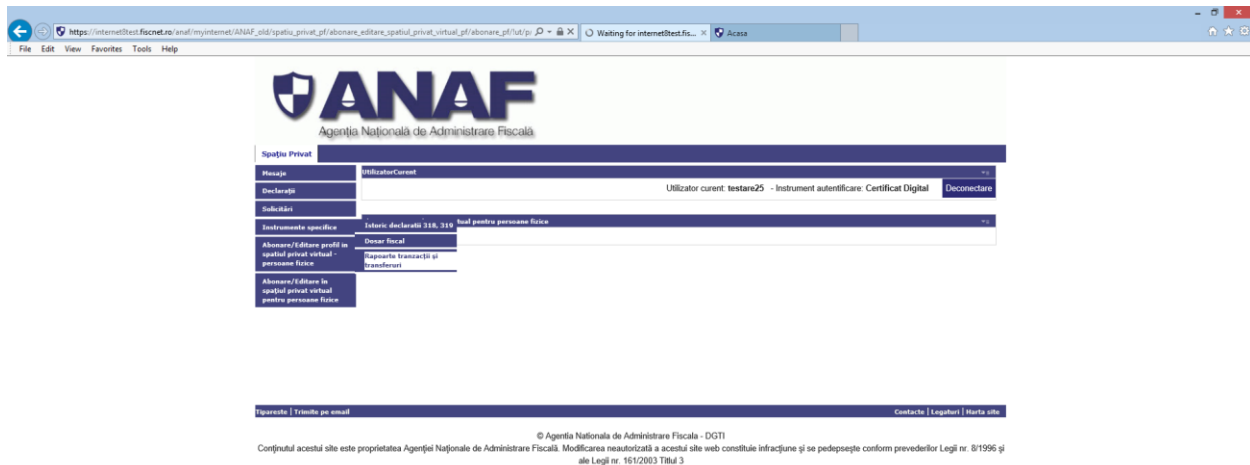 https://internet8test.fiscnet.ro/anaf/myinternet/ANAF_old/spatiu_privat_pf/abonare_editare_spatiul_privat_virtual_pf/abonare_pf/!ut/p/
Waiting for internet8test.fis...
Acasa
File Edit View Favorites Tools Help
ANAF
Agenția Națională de Administrare Fiscală
Spațiu Privat
Mesaje
UtilizatorCurent
Declarații
Utilizator curent: testare25 - Instrument autentificare: Certificat Digital
Deconectare
Solicitări
Instrumente specifice
Istoric declaratii 318, 319
tual pentru persoane fizice
Dosar fiscal
Rapoarte tranzacții și
transferuri
Abonare/Editare profil in
spatiul privat virtual -
persoane fizice
Abonare/Editare în
spațiul privat virtual
pentru persoane fizice
Tipareste | Trimite pe email
Contacte | Legaturi | Harta site
© Agentia Nationala de Administrare Fiscala - DGTI
Conținutul acestui site este proprietatea Agenției Naționale de Administrare Fiscală. Modificarea neautorizată a acestui site web constituie infracțiune și se pedepsește conform prevederilor Legii nr. 8/1996 și
ale Legii nr. 161/2003 Titlul 3